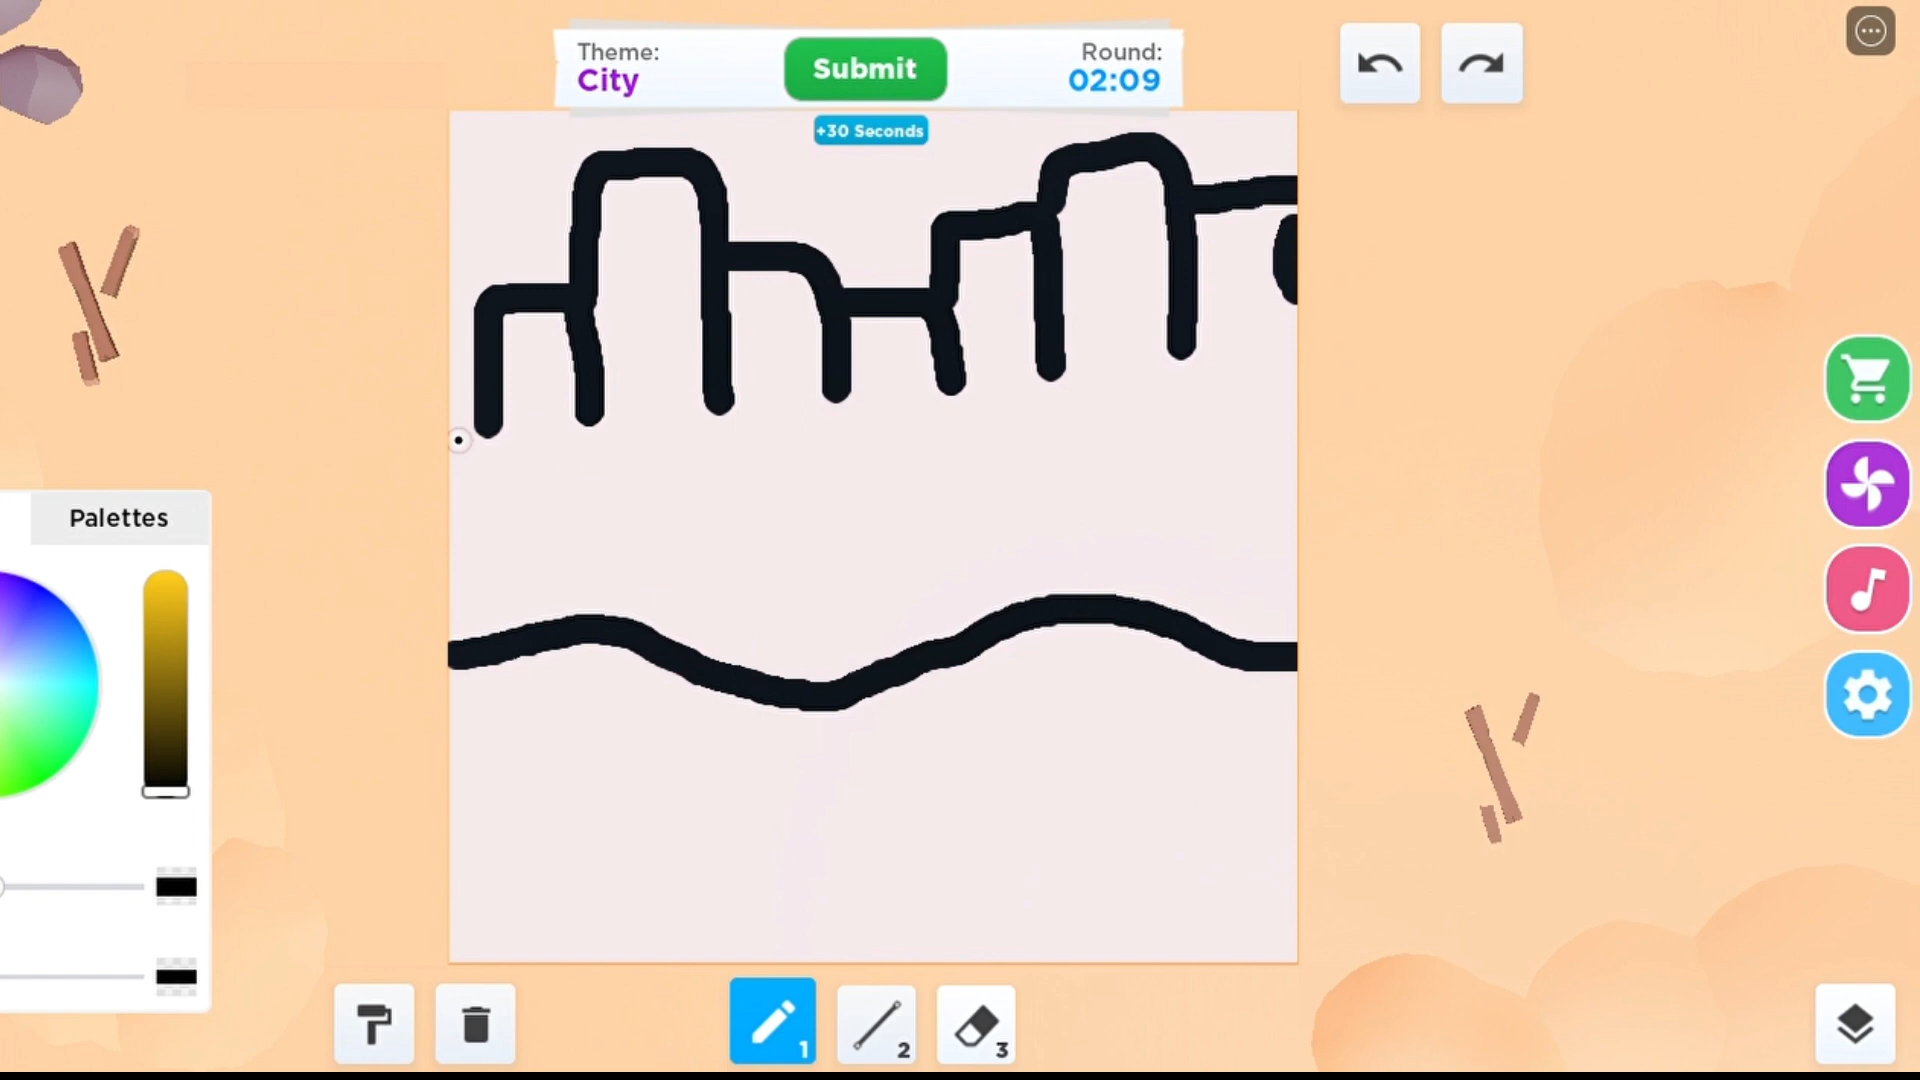 Theme:
City
Submit
Round:
02:09
+30 Seconds
Palettes
1
2
3